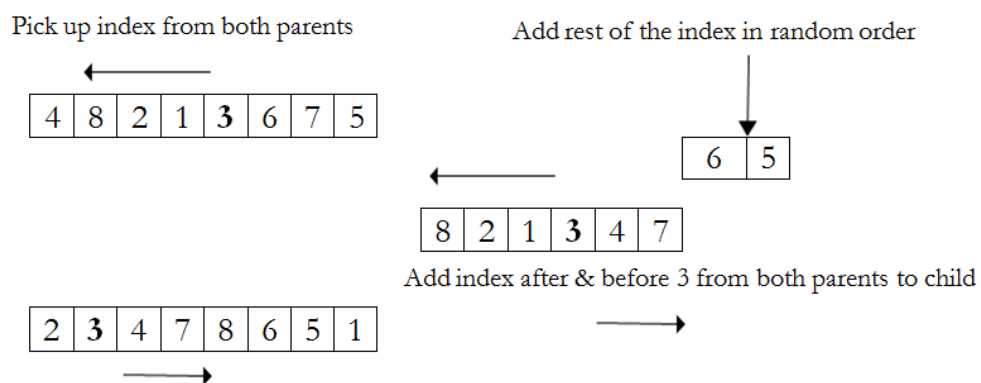 Pick up index from both parents
Add rest of the index in random order
4 8 2 1 3 6 7 5
6 5
8 2 1 3 4 7
Add index after & before 3 from both parents to child
2 3 4 7 8 6 5 1